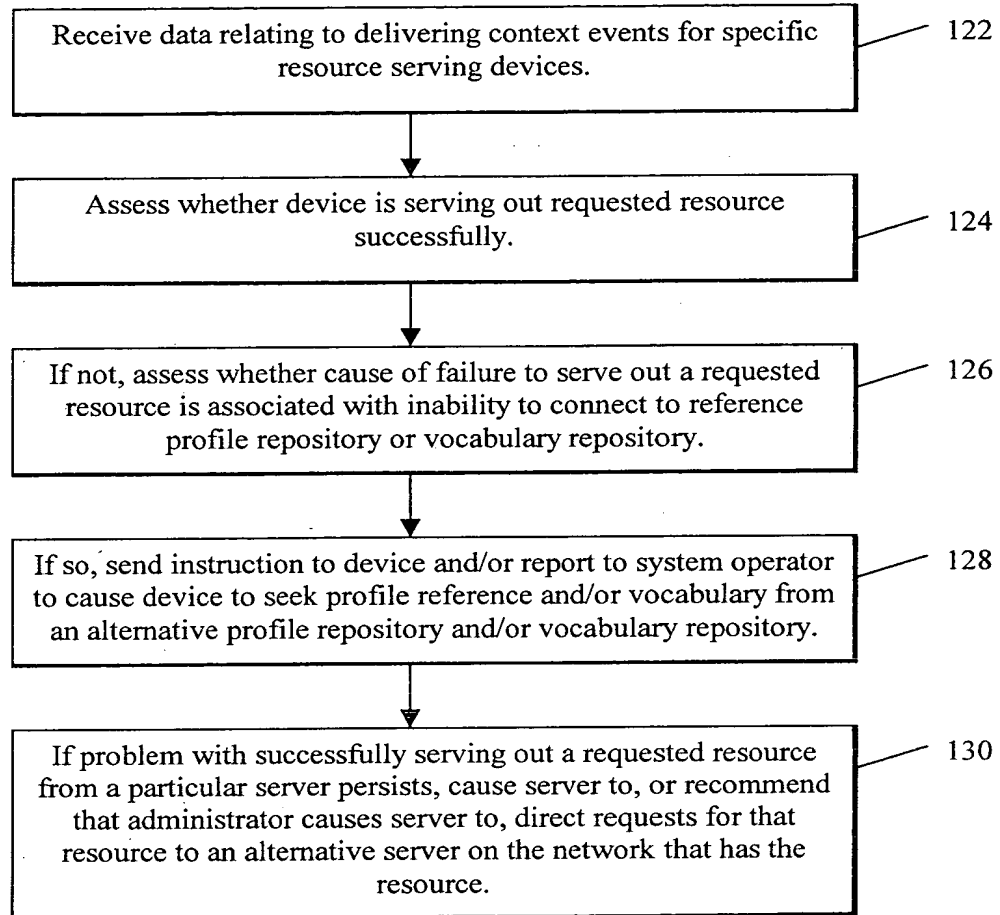 Receive data relating to delivering context events for specific
resource serving devices.
122
Assess whether device is serving out requested resource
successfully.
124
If not, assess whether cause of failure to serve out a requested
resource is associated with inability to connect to reference
profile repository or vocabulary repository.
126
If so, send instruction to device and/or report to system operator
to cause device to seek profile reference and/or vocabulary from
an alternative profile repository and/or vocabulary repository.
128
If problem with successfully serving out a requested resource
from a particular server persists, cause server to, or recommend
that administrator causes server to, direct requests for that
resource to an alternative server on the network that has the
resource.
130